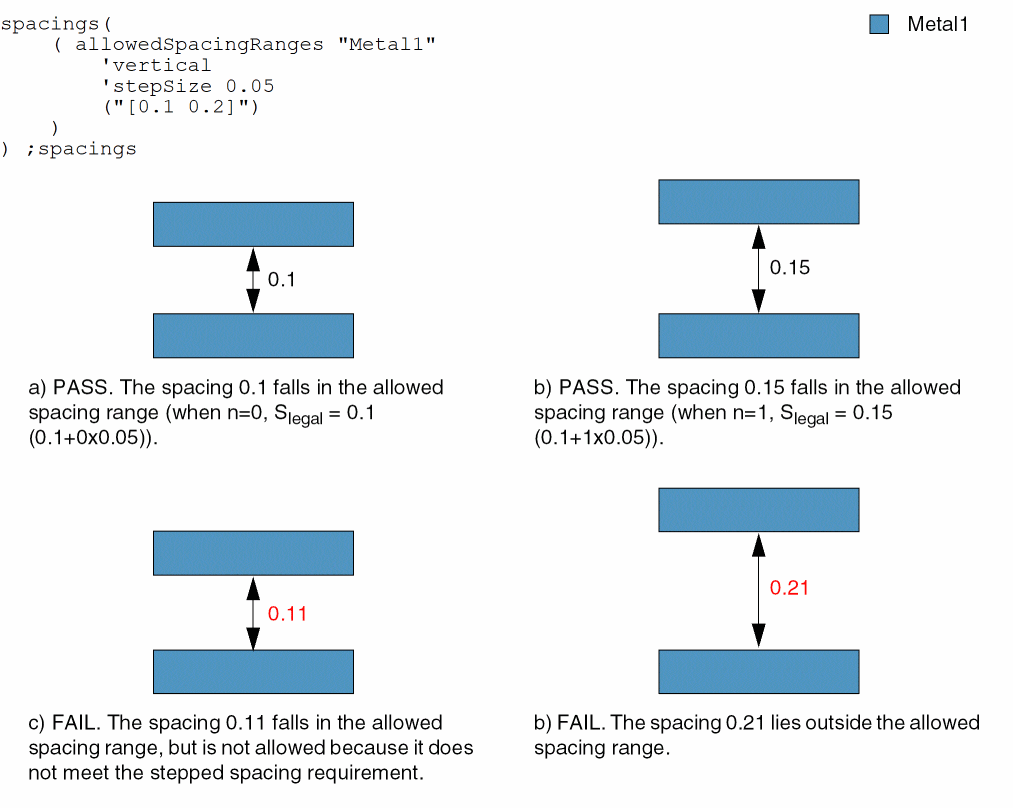 spacings(
( allowedSpacingRanges "Metal1"
'vertical
'stepSize 0.05
("[0.1 0.2]")
)
) ;spacings
Metal1
0.1
0.15
a) PASS. The spacing 0.1 falls in the allowed
spacing range (when n=0, Slegal = 0.1
(0.1+0x0.05)).
b) PASS. The spacing 0.15 falls in the allowed
spacing range (when n=1, Slegal = 0.15
(0.1+1x0.05)).
0.11
0.21
c) FAIL. The spacing 0.11 falls in the allowed
spacing range, but is not allowed because it does
not meet the stepped spacing requirement.
b) FAIL. The spacing 0.21 lies outside the allowed
spacing range.